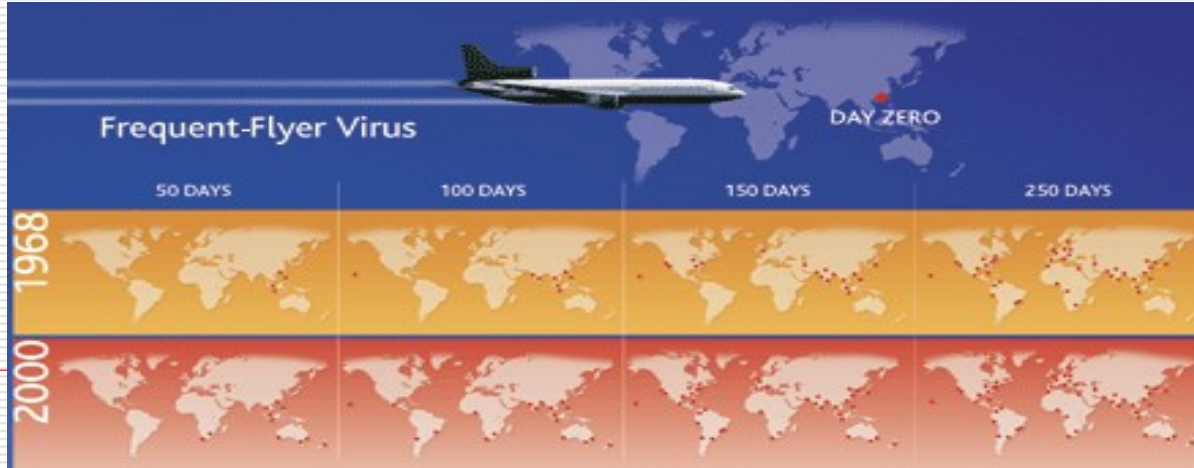 DAY ZERO
Frequent-Flyer Virus
50 DAYS
100 DAYS
150 DAYS
250 DAYS
1968
2000